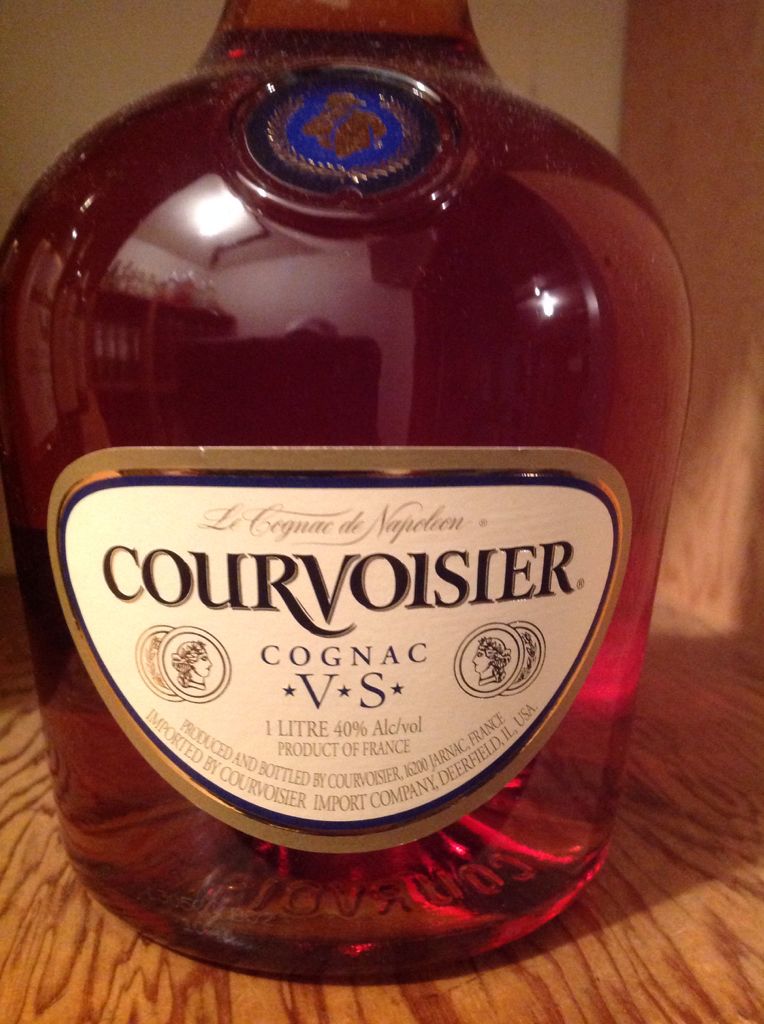 Le Cognac de Napoleon ®
COURVOISIER®
COGNAC
★V★S★
1 LITRE 40% Alc/vol
PRODUCT OF FRANCE
PRODUCED AND BOTTLED BY COURVOISIER, 16200 JARNAC, FRANCE
IMPORTED BY COURVOISIER IMPORT COMPANY, DEERFIELD, IL, USA.